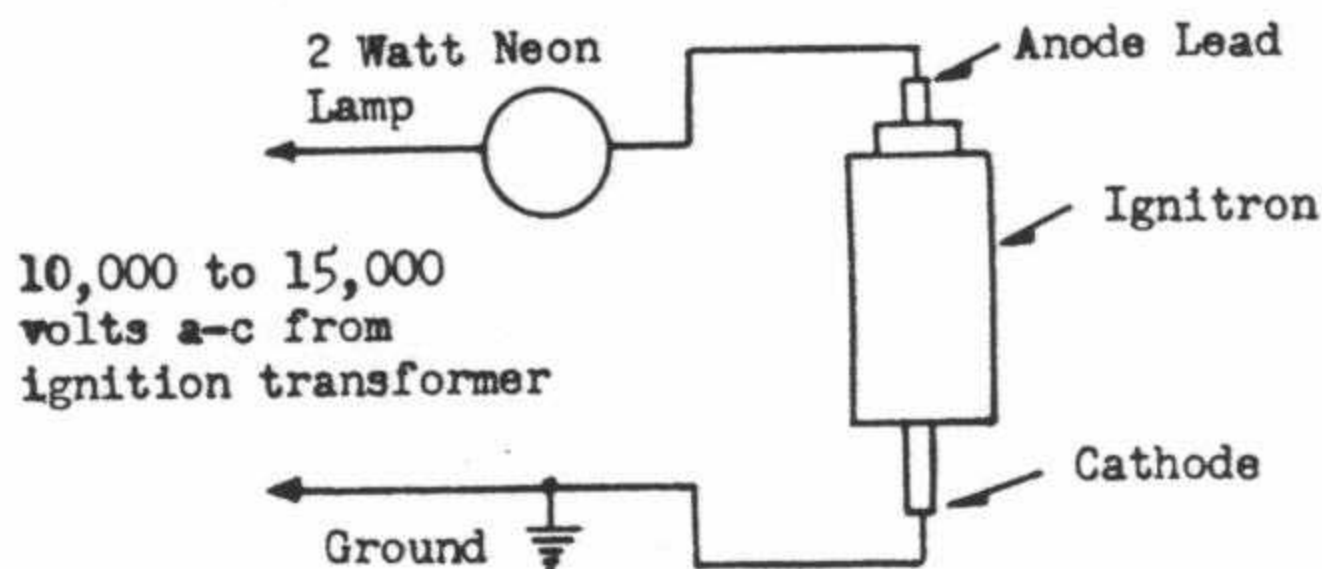 2 Watt Neon
Lamp
Anode Lead
Ignitron
10,000 to 15,000
volts a-c from
ignition transformer
Cathode
Ground